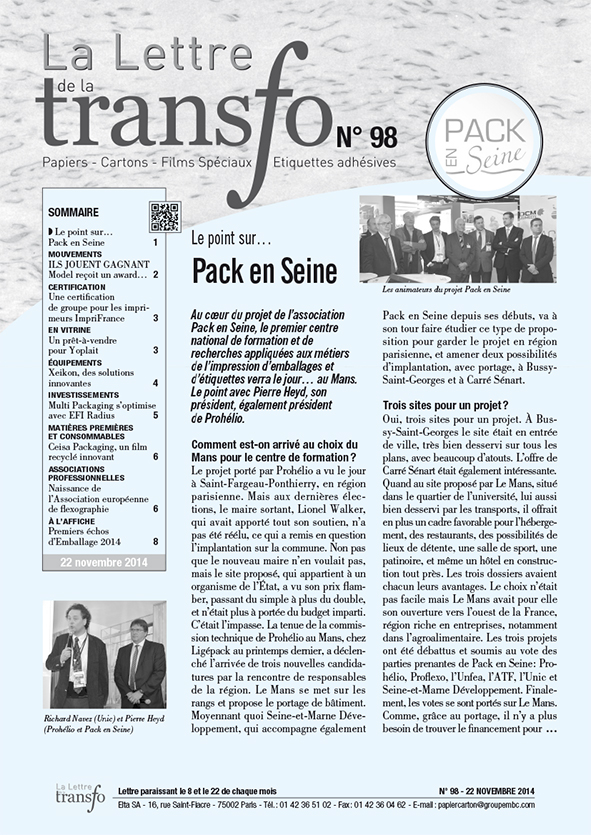 La Lettre
de la
transfo N° 98
Papiers - Cartons - Films Spéciaux Etiquettes adhésives
PACK
EN Seine
SOMMAIRE
Le point sur…
Pack en Seine 1
MOUVEMENTS
ILS JOUENT GAGNANT
Model reçoit un award… 2
CERTIFICATION
Une certification
de groupe pour les impri-
meurs ImpriFrance 3
EN VITRINE
Un prêt-à-vendre
pour Yoplait 3
ÉQUIPEMENTS
Xeikon, des solutions
innovantes 4
INVESTISSEMENTS
Multi Packaging s'optimise
avec EFI Radius 5
MATIÈRES PREMIÈRES
ET CONSOMMABLES
Ceisa Packaging, un film
recyclé innovant 6
ASSOCIATIONS
PROFESSIONNELLES
Naissance de
l'Association européenne
de flexographie 6
À L'AFFICHE
Premiers échos
d'Emballage 2014 8
22 novembre 2014
Richard Navez (Unic) et Pierre Heyd
(Prohélio et Pack en Seine)
Le point sur…
Pack en Seine
Au cœur du projet de l'association
Pack en Seine, le premier centre
national de formation et de
recherches appliquées aux métiers
de l'impression d'emballages et
d'étiquettes verra le jour… au Mans.
Le point avec Pierre Heyd, son
président, également président
de Prohélio.
Comment est-on arrivé au choix du
Mans pour le centre de formation ?
Le projet porté par Prohélio a vu le jour
à Saint-Fargeau-Ponthierry, en région
parisienne. Mais aux dernières élec-
tions, le maire sortant, Lionel Walker,
qui avait apporté tout son soutien, n'a
pas été réélu, ce qui a remis en question
l'implantation sur la commune. Non pas
que le nouveau maire n'en voulait pas,
mais le site proposé, qui appartient à un
organisme de l'État, a vu son prix flam-
ber, passant du simple à plus du double,
et n'était plus à portée du budget imparti.
C'était l'impasse. La tenue de la commis-
sion technique de Prohélio au Mans, chez
Ligépack au printemps dernier, a déclen-
ché l'arrivée de trois nouvelles candida-
tures par la rencontre de responsables
de la région. Le Mans se met sur les
rangs et propose le portage de bâtiment.
Moyennant quoi Seine-et-Marne Déve-
loppement, qui accompagne également
Les animateurs du projet Pack en Seine
Pack en Seine depuis ses débuts, va à
son tour faire étudier ce type de propo-
sition pour garder le projet en région
parisienne, et amener deux possibilités
d'implantation, avec portage, à Bussy-
Saint-Georges et à Carré Sénart.
Trois sites pour un projet ?
Oui, trois sites pour un projet. À Bus-
sy-Saint-Georges le site était en entrée
de ville, très bien desservi sur tous les
plans, avec beaucoup d'atouts. L'offre de
Carré Sénart était également intéressante.
Quand au site proposé par Le Mans, situé
dans le quartier de l'université, lui aussi
bien desservi par les transports, il offrait
en plus un cadre favorable pour l'héberge-
ment, des restaurants, des possibilités de
lieux de détente, une salle de sport, une
patinoire, et même un hôtel en construc-
tion tout près. Les trois dossiers avaient
chacun leurs avantages. Le choix n'était
pas facile mais Le Mans avait pour elle
son ouverture vers l'ouest de la France,
région riche en entreprises, notamment
dans l'agroalimentaire. Les trois projets
ont été débattus et soumis au vote des
parties prenantes de Pack en Seine : Pro-
hélio, Proflexo, l'Unfea, l'ATF, l'Unic et
Seine-et-Marne Développement. Finale-
ment, les votes se sont portés sur Le Mans.
Comme, grâce au portage, il n'y a plus
besoin de trouver le financement pour …
La Lettre
de la
transfo
Lettre paraissant le 8 et le 22 de chaque mois N° 98 - 22 NOVEMBRE 2014
Elta SA - 16, rue Saint-Fiacre - 75002 Paris - Tél. : 01 42 36 51 02 - Fax : 01 42 36 04 62 - E-mail : papiercarton@groupembc.com